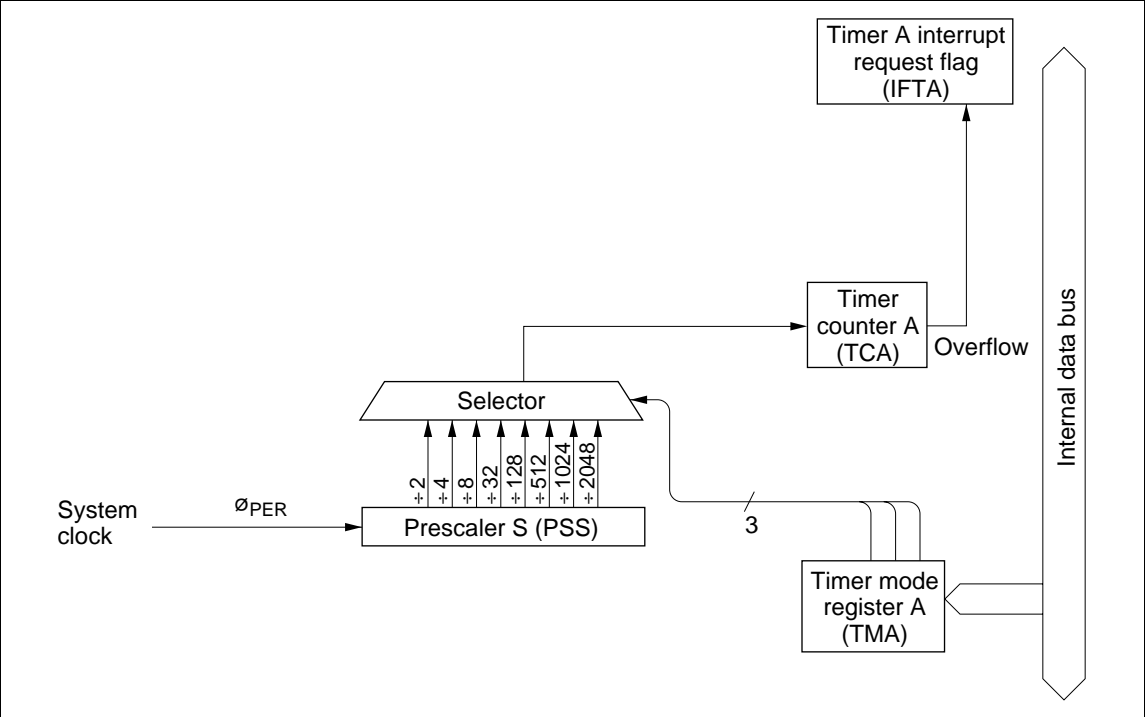 Timer A interrupt
request flag
(IFTA)
Timer
counter A
(TCA)
Overflow
Internal data bus
Selector
÷2
÷4
÷8
÷32
÷128
÷512
÷1024
÷2048
System
clock
øPER
Prescaler S (PSS)
3
Timer mode
register A
(TMA)